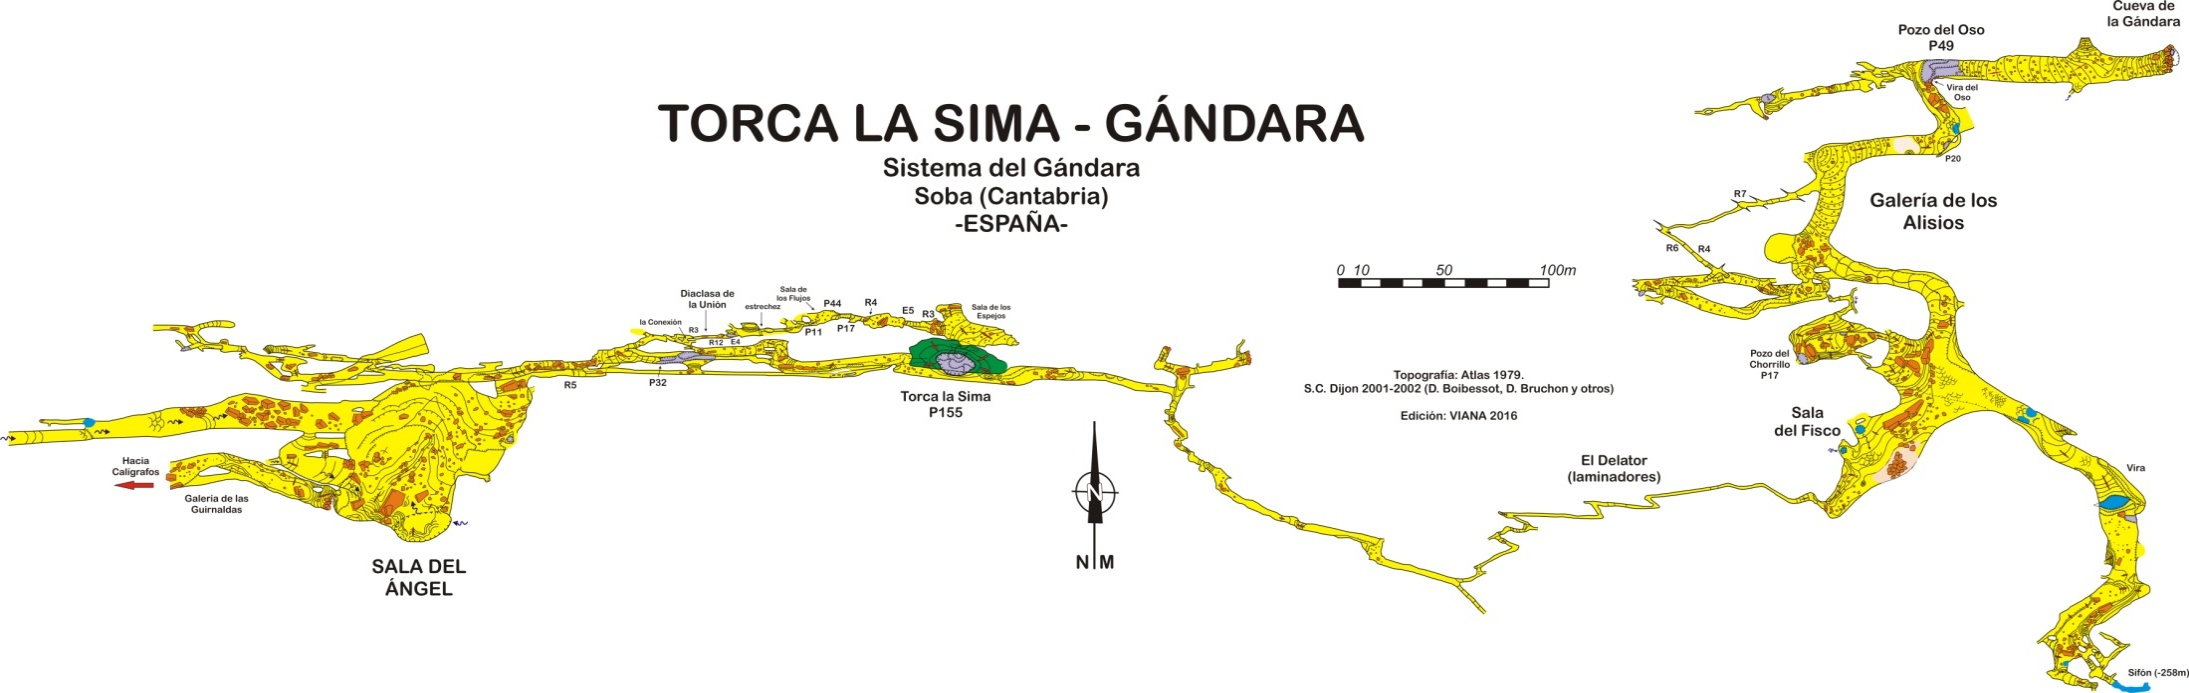 Cueva de
la Gándara
Pozo del Oso
P49
Vira del
Oso
P20
TORCA LA SIMA - GÁNDARA
Sistema del Gándara
Soba (Cantabria)
-ESPAÑA-
R7
Galería de los
Alisios
R6
R4
0 10 50 100m
Diaclasa de
la Unión
Sala de
los Flujos
estrechez
P44
R4
E5
R3
Sala de los
Espejos
la Conexión
R3
P11
P17
R12
E4
P32
R5
Torca la Sima
P155
Pozo del
Chorrillo
P17
Topografía: Atlas 1979.
S.C. Dijon 2001-2002 (D. Boibessot, D. Bruchon y otros)
Edición: VIANA 2016
Sala
del Fisco
El Delator
(laminadores)
Vira
Hacia
Calígrafos
Galería de las
Guirnaldas
N
N M
SALA DEL
ÁNGEL
Sifón (-258m)